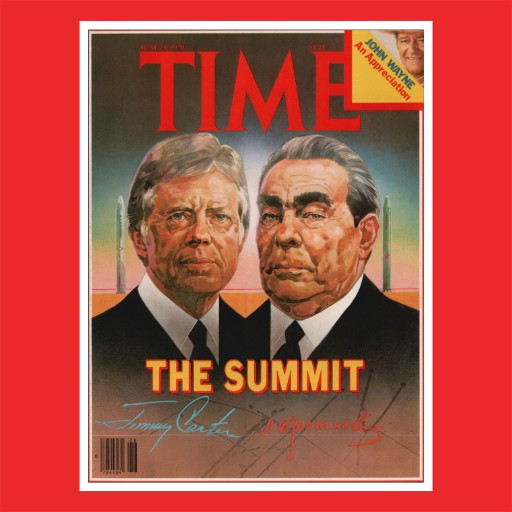 TIME
JOHN WAYNE
An Appreciation
THE SUMMIT
Jimmy Carter